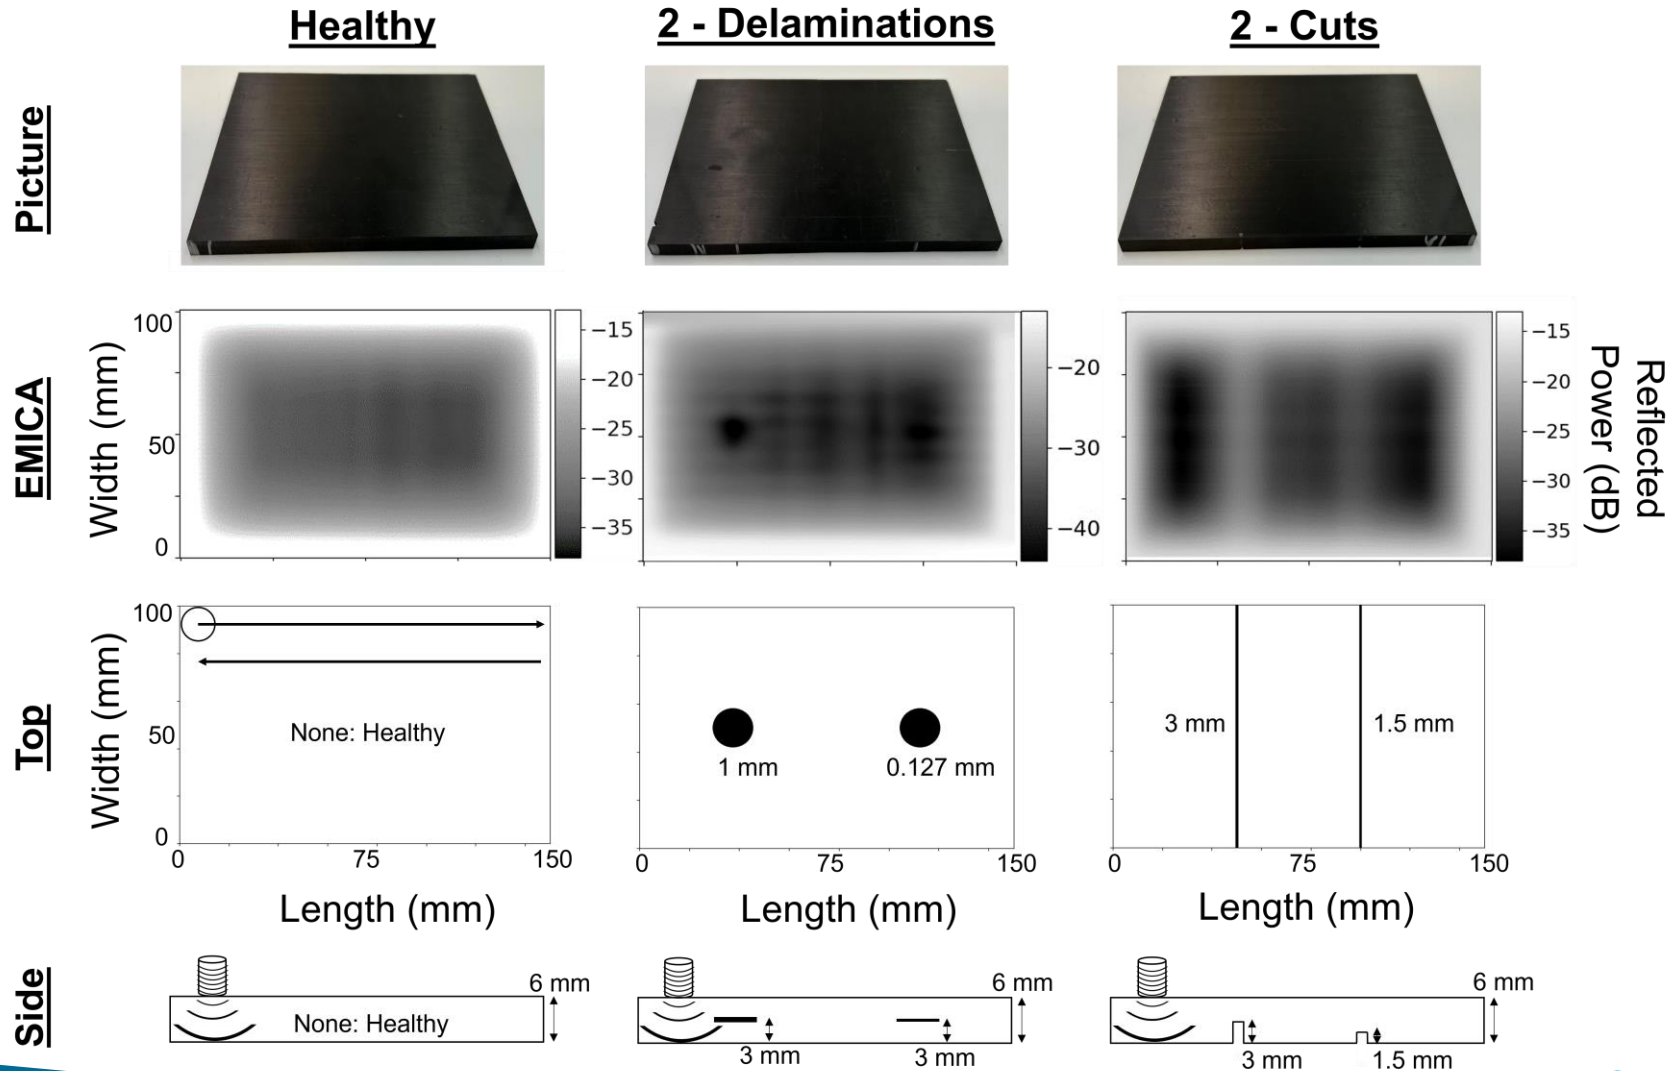 Healthy
2 - Delaminations
2 - Cuts
Picture
EMICA
Width (mm)
100
50
0
−15
−20
−25
−30
−35
−20
−30
−40
−15
−20
−25
−30
−35
Reflected
Power (dB)
Top
Width (mm)
100
50
0
None: Healthy
0
75
150
Length (mm)
1 mm
0.127 mm
0
75
150
Length (mm)
3 mm
1.5 mm
0
75
150
Length (mm)
Side
None: Healthy
6 mm
3 mm
3 mm
6 mm
3 mm
1.5 mm
6 mm